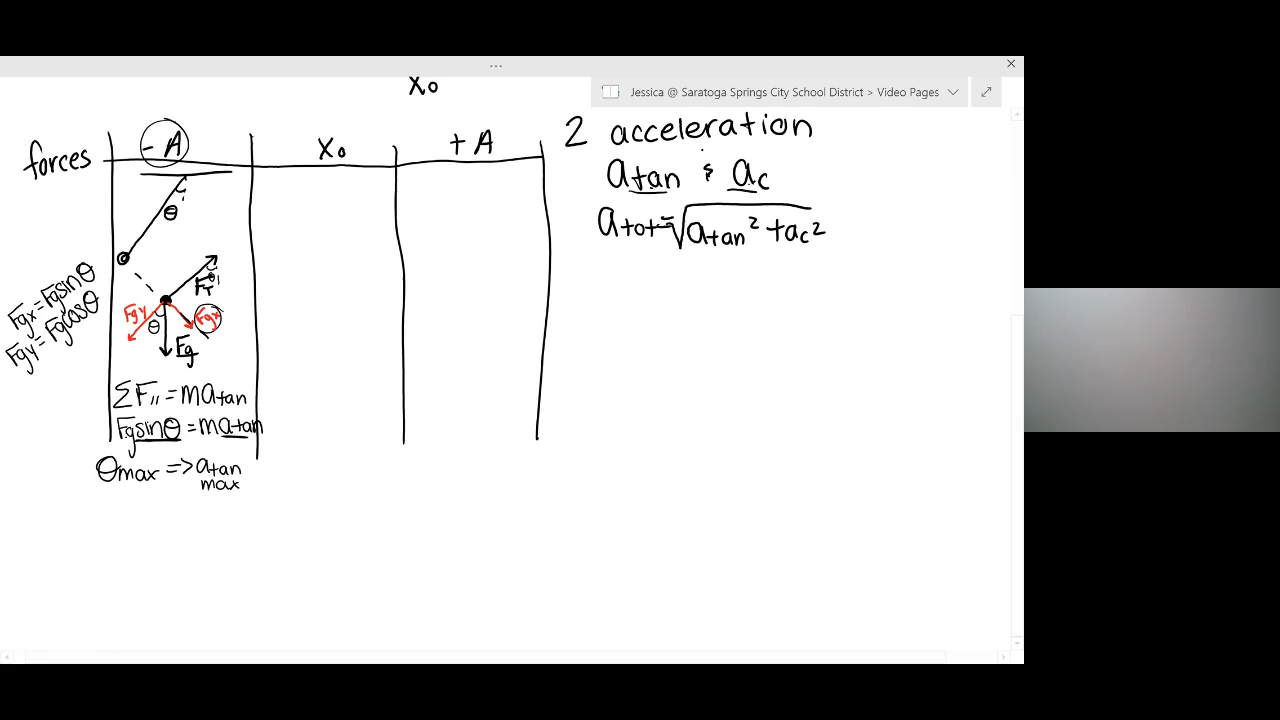 ...
X₀
Jessica @ Saratoga Springs City School District > Video Pages
forces
-A
X₀
+A
2 acceleration
atan & ac
atot=√atan²+ac²
θ
Fgx=Fgsinθ
Fgy=Fgcosθ
θ
FT
Fgy
θ
Fgx
Fg
ΣF∥=matan
Fgsinθ=matan
θmax=>atan
max